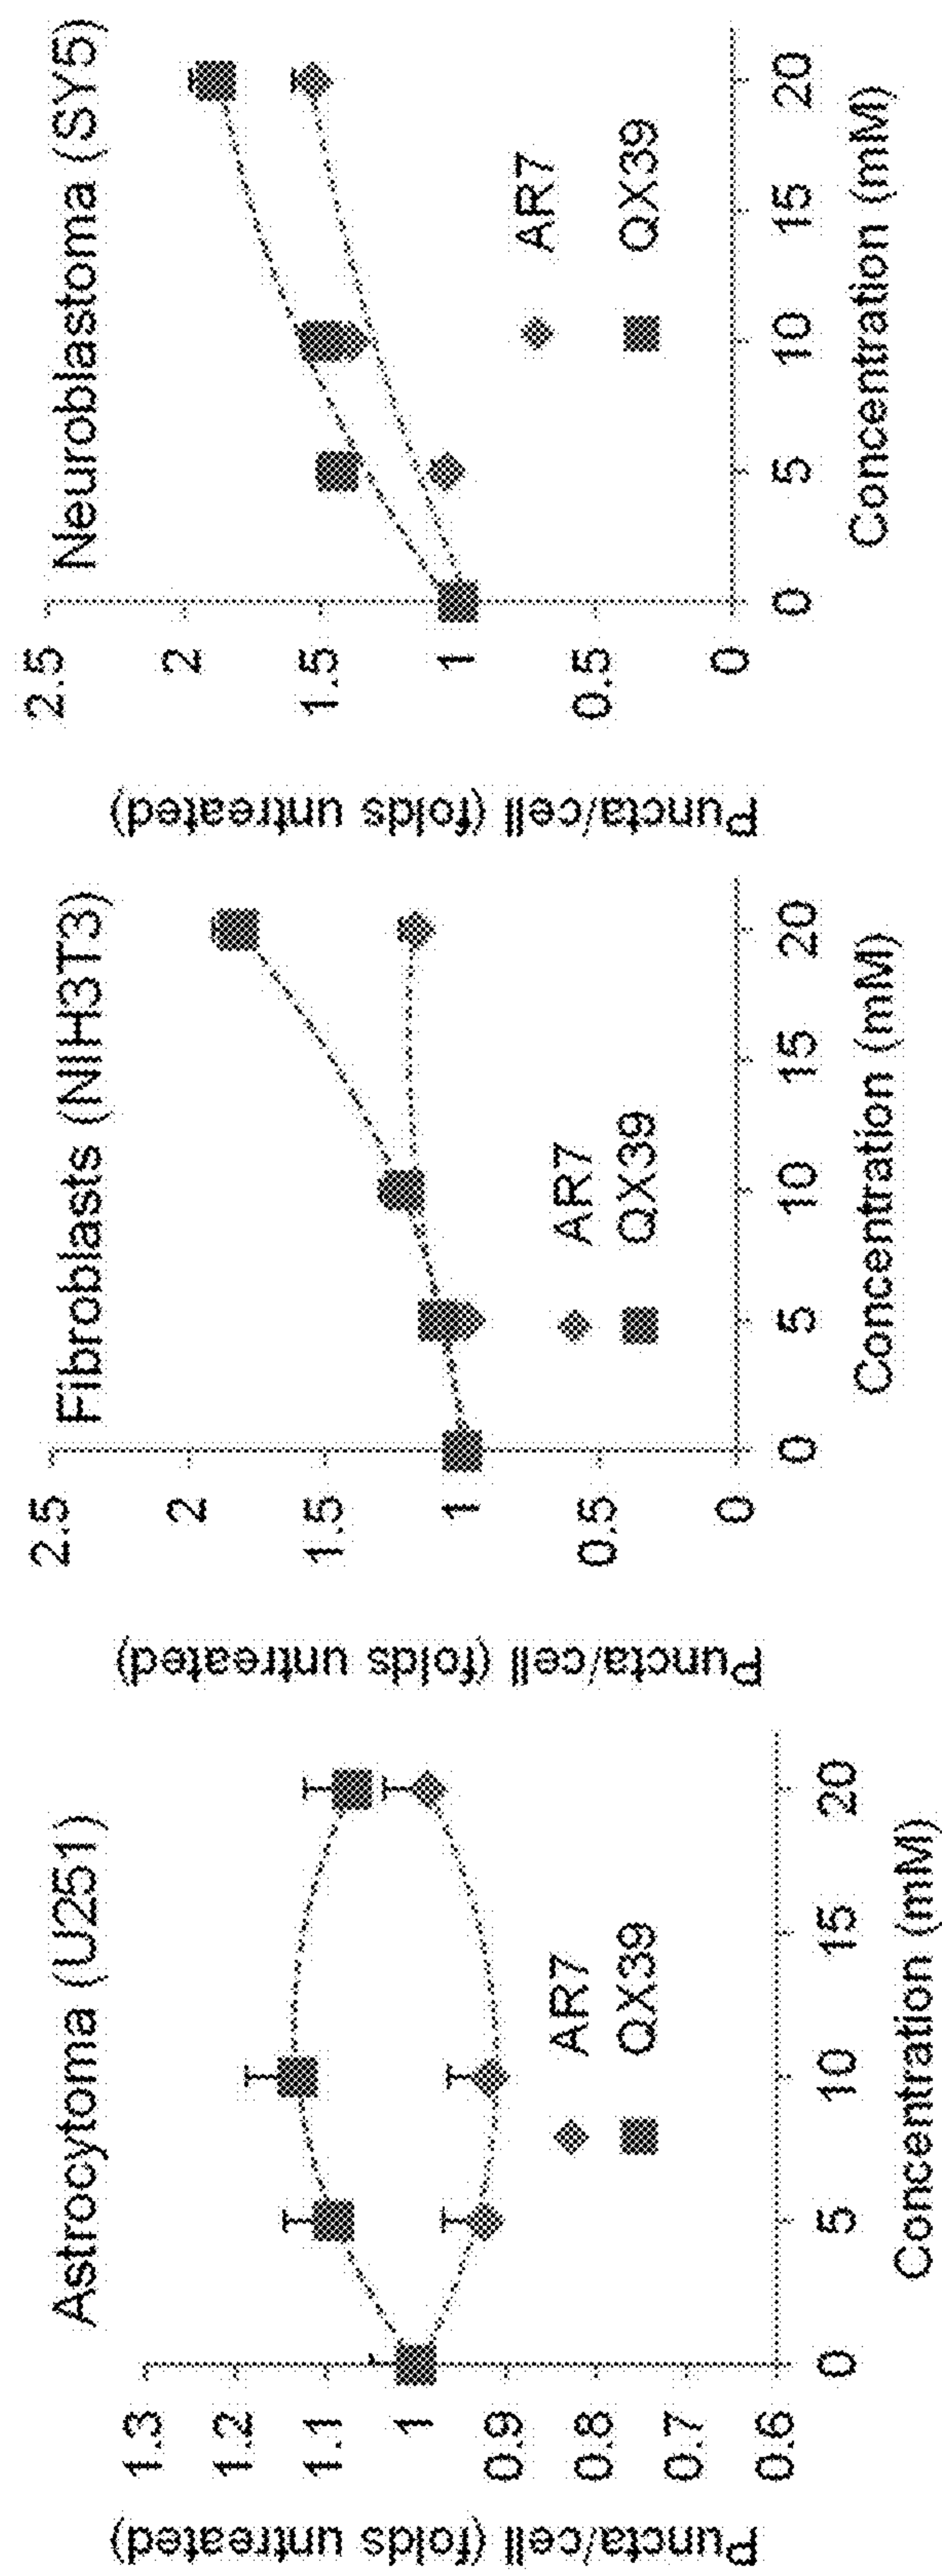 Astrocytoma (U251)
Puncta/cell (folds untreated)
1.3
1.2
1.1
1
0.9
0.8
0.7
0.6
0
5
10
15
20
Concentration (mM)
AR7
QX39
Fibroblasts (NIH3T3)
Puncta/cell (folds untreated)
2.5
2
1.5
1
0.5
0
0
5
10
15
20
Concentration (mM)
AR7
QX39
Neuroblastoma (SY5)
Puncta/cell (folds untreated)
2.5
2
1.5
1
0.5
0
0
5
10
15
20
Concentration (mM)
AR7
QX39